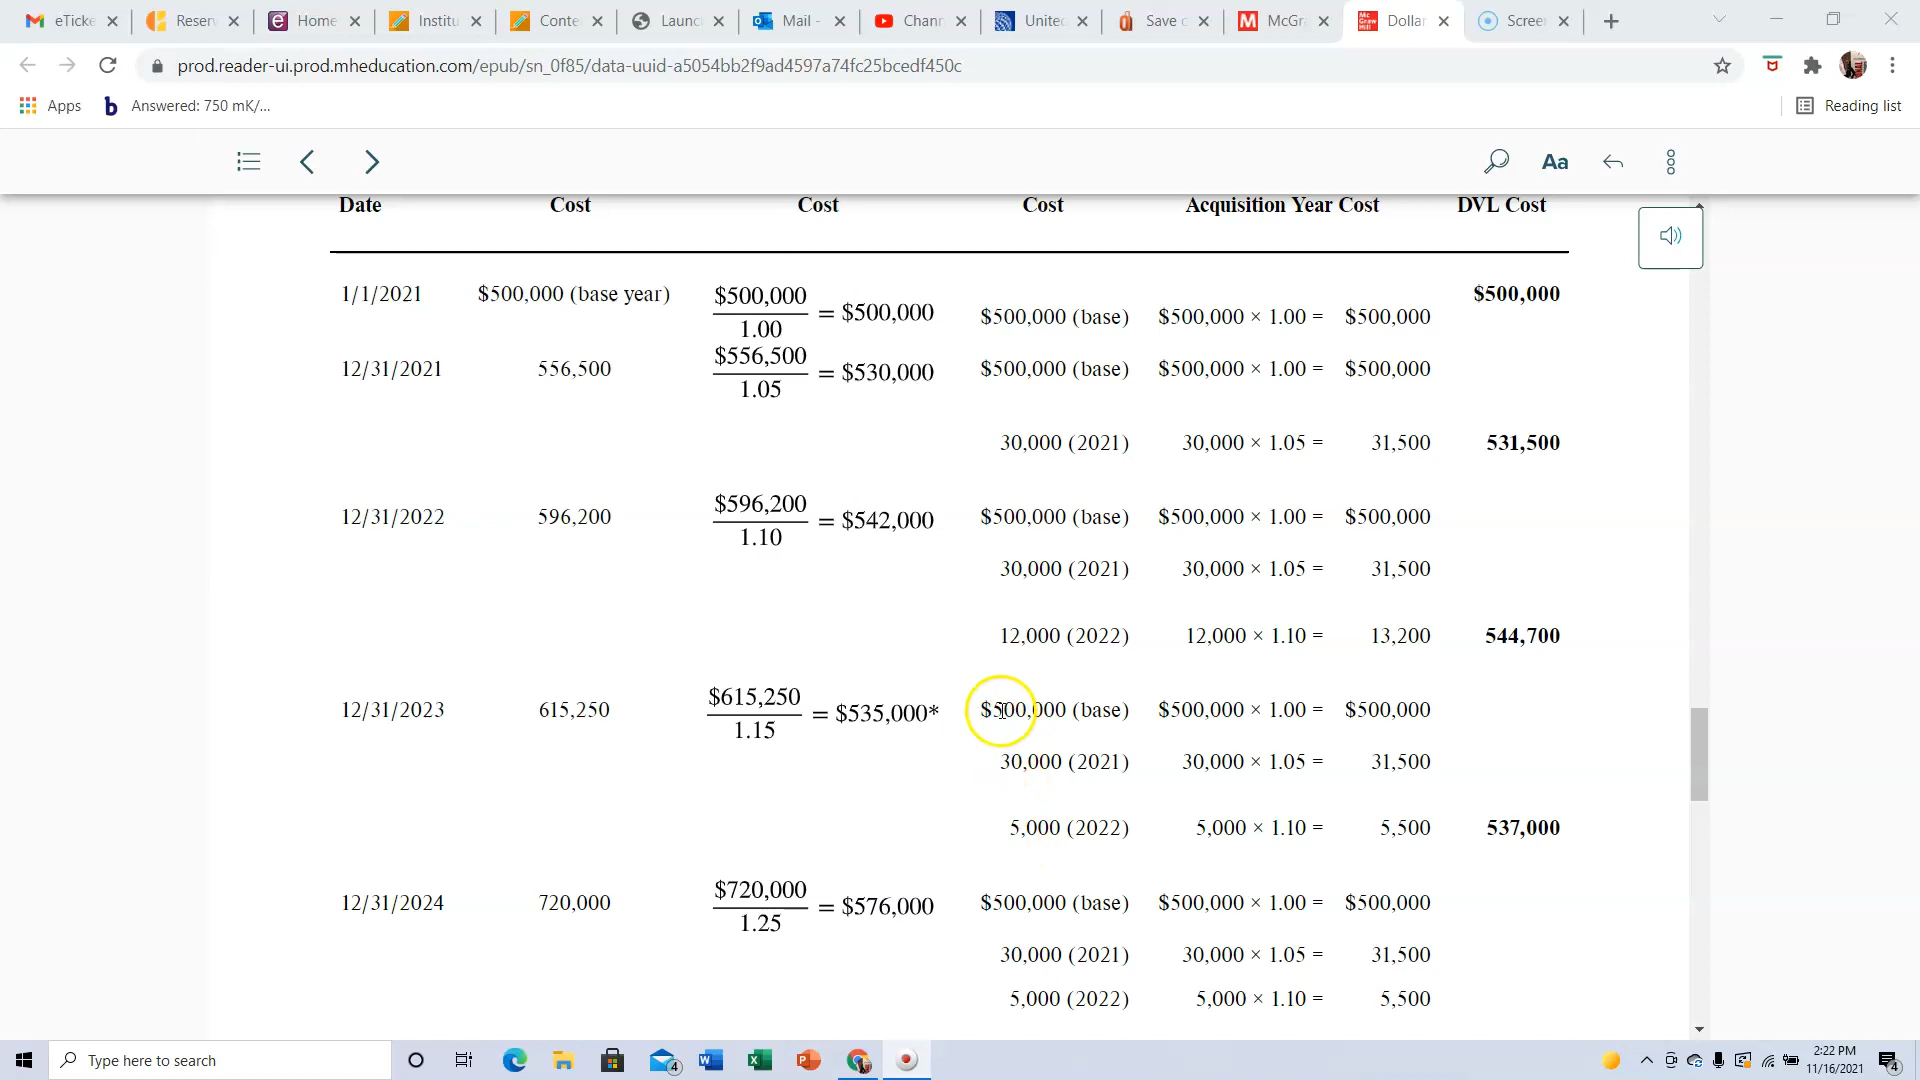 eTicke
Reser
Home
Institu
Conte
Launc
Mail -
Chann
Unitec
Save o
McGra
Dollar
Screen
prod.reader-ui.prod.mheducation.com/epub/sn_0f85/data-uuid-a5054bb2f9ad4597a74fc25bcedf450c
Apps
Answered: 750 mK/...
Reading list
Aa
Date Cost Cost Cost Acquisition Year Cost DVL Cost
1/1/2021 $500,000 (base year) $500,000 / 1.00 = $500,000 $500,000 (base) $500,000 × 1.00 = $500,000 $500,000
12/31/2021 556,500 $556,500 / 1.05 = $530,000 $500,000 (base) $500,000 × 1.00 = $500,000
30,000 (2021) 30,000 × 1.05 = 31,500 531,500
12/31/2022 596,200 $596,200 / 1.10 = $542,000 $500,000 (base) $500,000 × 1.00 = $500,000
30,000 (2021) 30,000 × 1.05 = 31,500
12,000 (2022) 12,000 × 1.10 = 13,200 544,700
12/31/2023 615,250 $615,250 / 1.15 = $535,000* $500,000 (base) $500,000 × 1.00 = $500,000
30,000 (2021) 30,000 × 1.05 = 31,500
5,000 (2022) 5,000 × 1.10 = 5,500 537,000
12/31/2024 720,000 $720,000 / 1.25 = $576,000 $500,000 (base) $500,000 × 1.00 = $500,000
30,000 (2021) 30,000 × 1.05 = 31,500
5,000 (2022) 5,000 × 1.10 = 5,500
Type here to search
2:22 PM
11/16/2021